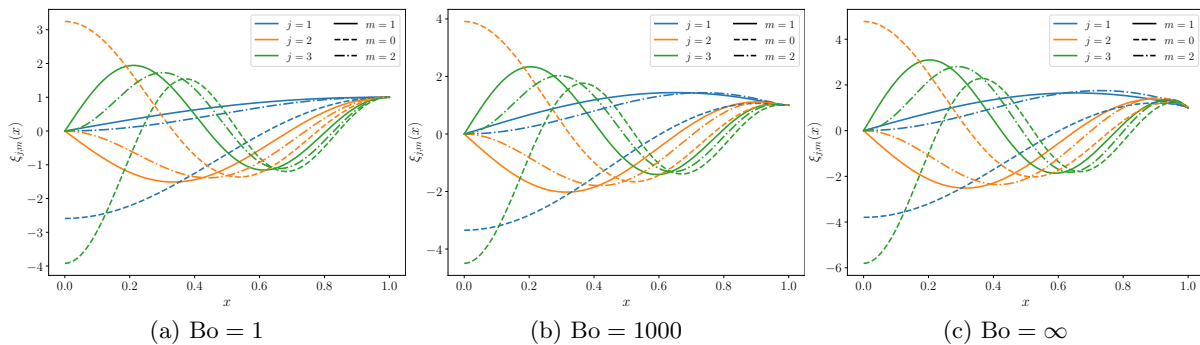 ξ_{j,m}(x)
3
2
1
0
−1
−2
−3
−4
0.0 0.2 0.4 0.6 0.8 1.0
x
j = 1 m = 1
j = 2 m = 0
j = 3 m = 2
(a) Bo = 1
ξ_{j,m}(x)
4
2
0
−2
−4
0.0 0.2 0.4 0.6 0.8 1.0
x
j = 1 m = 1
j = 2 m = 0
j = 3 m = 2
(b) Bo = 1000
ξ_{j,m}(x)
4
2
0
−2
−4
−6
0.0 0.2 0.4 0.6 0.8 1.0
x
j = 1 m = 1
j = 2 m = 0
j = 3 m = 2
(c) Bo = ∞